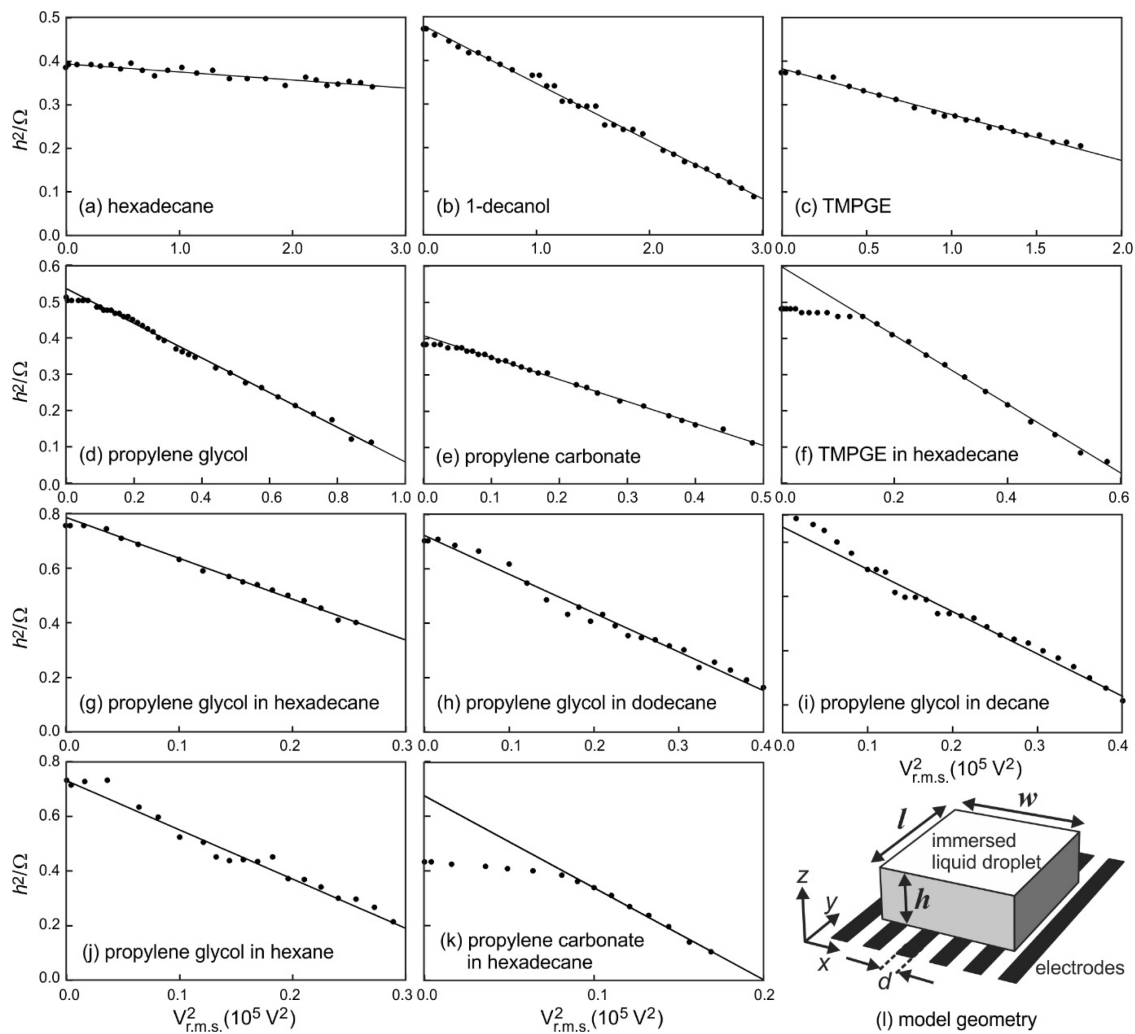 0.5
0.4
0.3
0.2
0.1
0.0
h²/Ω
(a) hexadecane
0.0 1.0 2.0 3.0
(b) 1-decanol
0.0 1.0 2.0 3.0
(c) TMPGE
0.0 0.5 1.0 1.5 2.0
0.6
0.5
0.4
0.3
0.2
0.1
0.0
h²/Ω
(d) propylene glycol
0.0 0.2 0.4 0.6 0.8 1.0
(e) propylene carbonate
0.0 0.1 0.2 0.3 0.4 0.5
(f) TMPGE in hexadecane
0.0 0.2 0.4 0.6
0.8
0.6
0.4
0.2
0.0
h²/Ω
(g) propylene glycol in hexadecane
0.0 0.1 0.2 0.3
(h) propylene glycol in dodecane
0.0 0.1 0.2 0.3 0.4
(i) propylene glycol in decane
0.0 0.1 0.2 0.3 0.4
V²r.m.s.(10⁵ V²)
0.8
0.6
0.4
0.2
0.0
h²/Ω
(j) propylene glycol in hexane
0.0 0.1 0.2 0.3
V²r.m.s.(10⁵ V²)
(k) propylene carbonate
in hexadecane
0.0 0.1 0.2
V²r.m.s.(10⁵ V²)
l
w
immersed
liquid droplet
h
z
y
x
d
electrodes
(l) model geometry